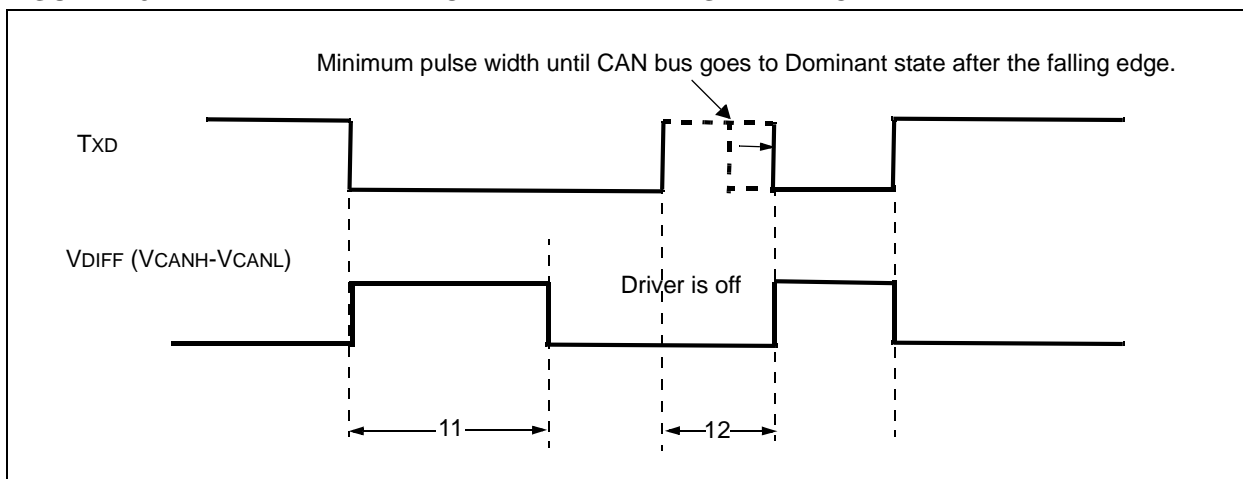 Minimum pulse width until CAN bus goes to Dominant state after the falling edge.
TXD
VDIFF (VCANH-VCANL)
Driver is off
11
12